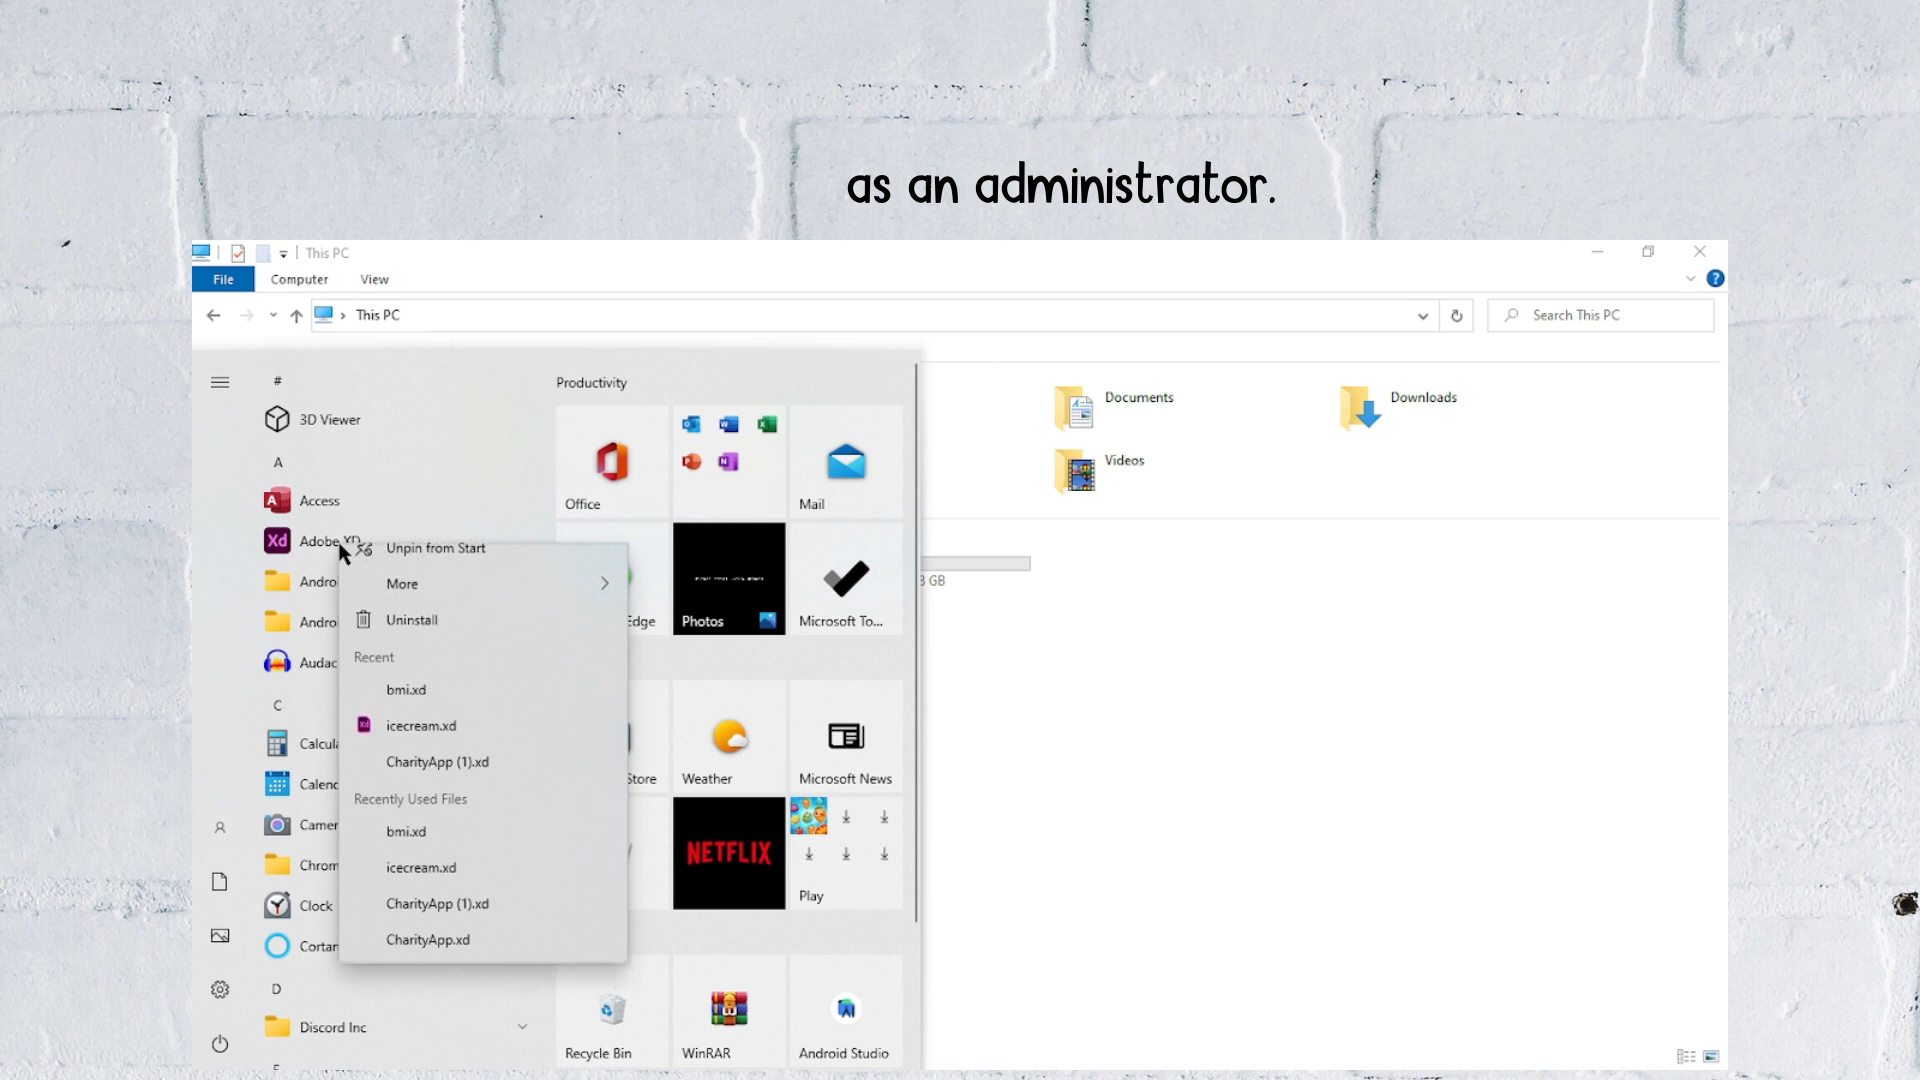 as an administrator.
This PC
File
Computer
View
This PC
Search This PC
#
3D Viewer
A
Access
Adobe XD
Andro
Andro
Audac
C
Calcula
Calend
Camer
Chrom
Clock
Cortan
D
Discord Inc
Unpin from Start
More
Uninstall
Recent
bmi.xd
icecream.xd
CharityApp (1).xd
Recently Used Files
bmi.xd
icecream.xd
CharityApp (1).xd
CharityApp.xd
Productivity
Office
Mail
Edge
Photos
Microsoft To...
Store
Weather
Microsoft News
NETFLIX
Play
Recycle Bin
WinRAR
Android Studio
Documents
Downloads
Videos
GB